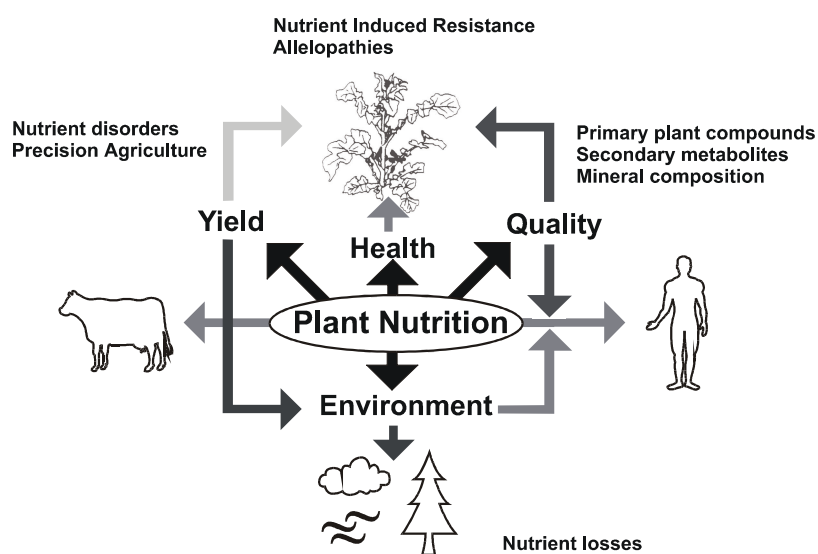 Nutrient Induced Resistance
Allelopathies
Nutrient disorders
Precision Agriculture
Primary plant compounds
Secondary metabolites
Mineral composition
Yield
Quality
Health
Plant Nutrition
Environment
Nutrient losses